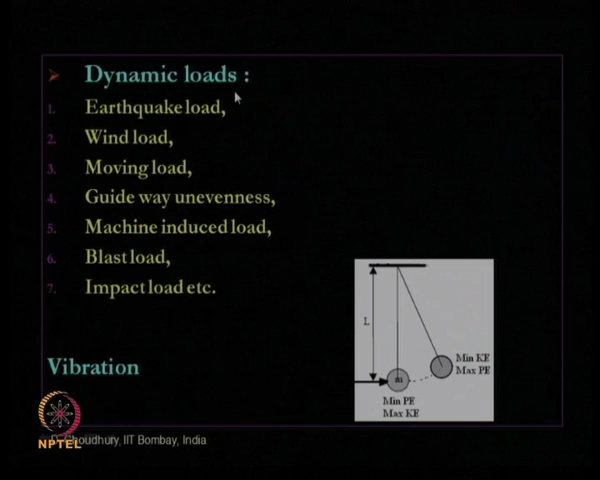 Dynamic loads :
1. Earthquake load,
2. Wind load,
3. Moving load,
4. Guide way unevenness,
5. Machine induced load,
6. Blast load,
7. Impact load etc.
L
Min KE
Max PE
m
Min PE
Max KE
Vibration
NPTEL
D. Choudhury, IIT Bombay, India